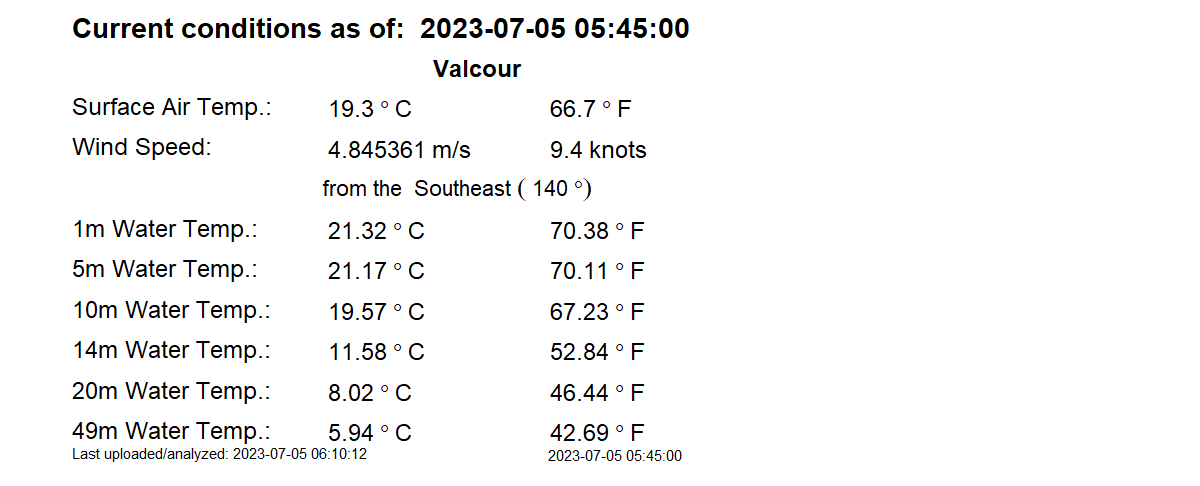 Current conditions as of: 2023-07-05 05:45:00
Valcour
Surface Air Temp.: 19.3 ° C 66.7 ° F
Wind Speed: 4.845361 m/s 9.4 knots
from the Southeast ( 140 °)
1m Water Temp.: 21.32 ° C 70.38 ° F
5m Water Temp.: 21.17 ° C 70.11 ° F
10m Water Temp.: 19.57 ° C 67.23 ° F
14m Water Temp.: 11.58 ° C 52.84 ° F
20m Water Temp.: 8.02 ° C 46.44 ° F
49m Water Temp.: 5.94 ° C 42.69 ° F
Last uploaded/analyzed: 2023-07-05 06:10:12 2023-07-05 05:45:00